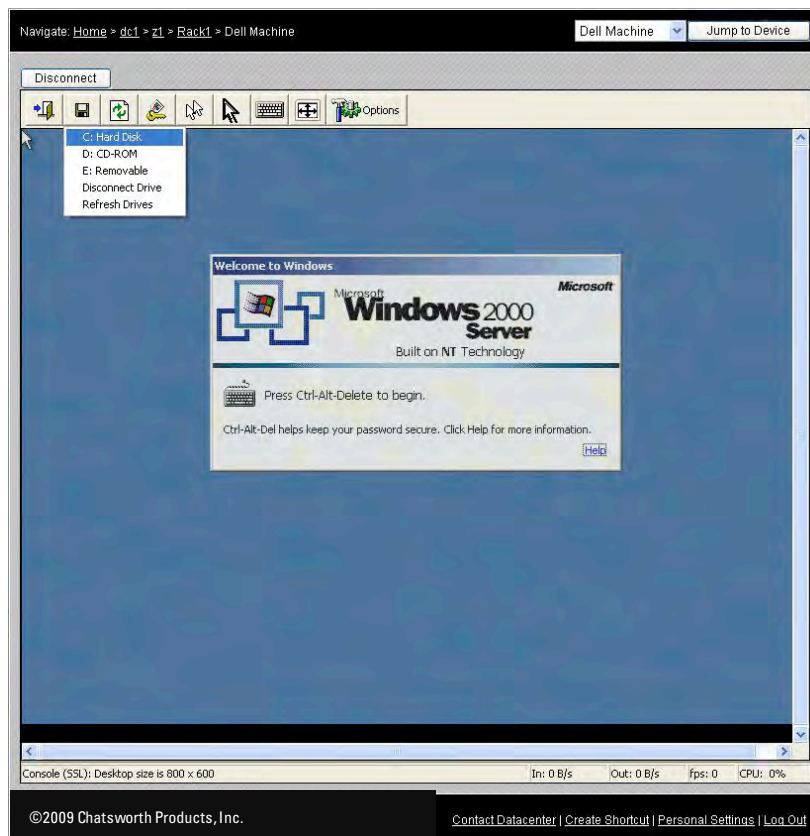 Navigate: Home > dc1 > z1 > Rack1 > Dell Machine
Dell Machine
Jump to Device
Disconnect
Options
C: Hard Disk
D: CD-ROM
E: Removable
Disconnect Drive
Refresh Drives
Welcome to Windows
Microsoft
Microsoft
Windows 2000
Server
Built on NT Technology
Press Ctrl-Alt-Delete to begin.
Ctrl-Alt-Del helps keep your password secure. Click Help for more information.
Help
Console (SSL): Desktop size is 800 x 600
In: 0 B/s
Out: 0 B/s
fps: 0
CPU: 0%
©2009 Chatsworth Products, Inc.
Contact Datacenter | Create Shortcut | Personal Settings | Log Out